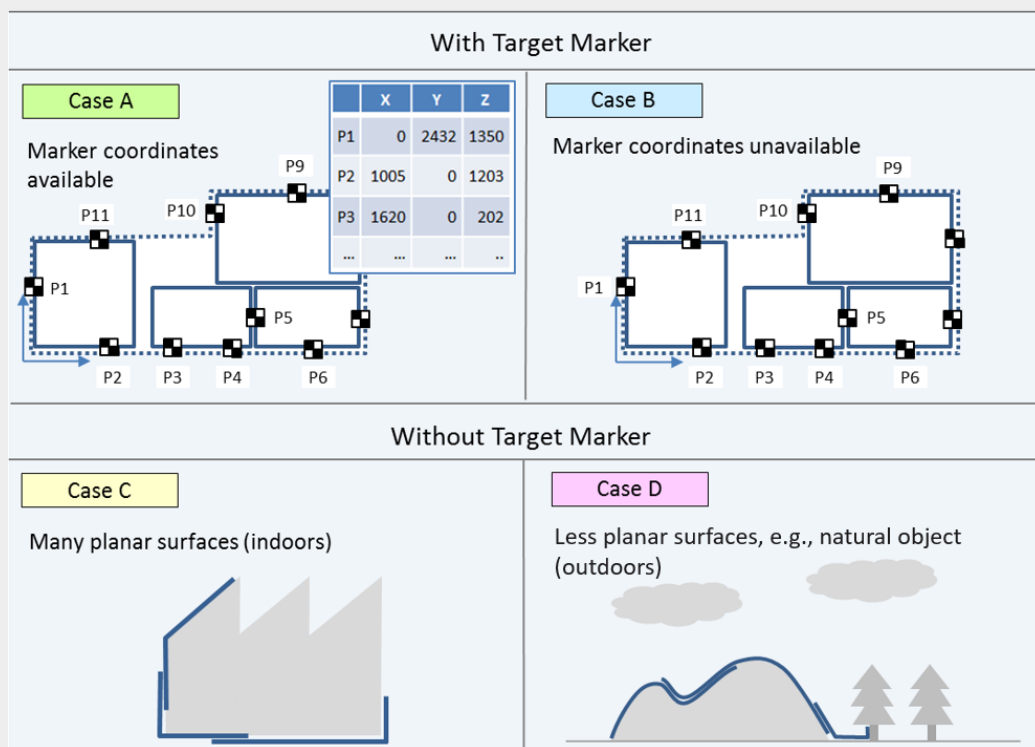 With Target Marker
Case A
Marker coordinates
available
X Y Z
P1 0 2432 1350
P2 1005 0 1203
P3 1620 0 202
... ... ... ..
P9
P10
P11
P1
P5
P2 P3 P4 P6
Case B
Marker coordinates unavailable
P9
P10
P11
P1
P5
P2 P3 P4 P6
Without Target Marker
Case C
Many planar surfaces (indoors)
Case D
Less planar surfaces, e.g., natural object
(outdoors)